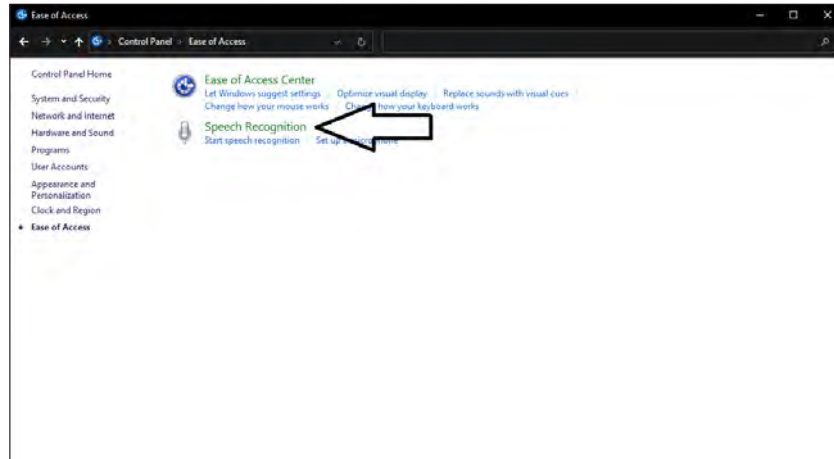 Ease of Access
Control Panel > Ease of Access
Control Panel Home
System and Security
Network and Internet
Hardware and Sound
Programs
User Accounts
Appearance and
Personalization
Clock and Region
Ease of Access
Ease of Access Center
Let Windows suggest settings Optimize visual display Replace sounds with visual cues
Change how your mouse works how your keyboard works
Speech Recognition
Start speech recognition Set up